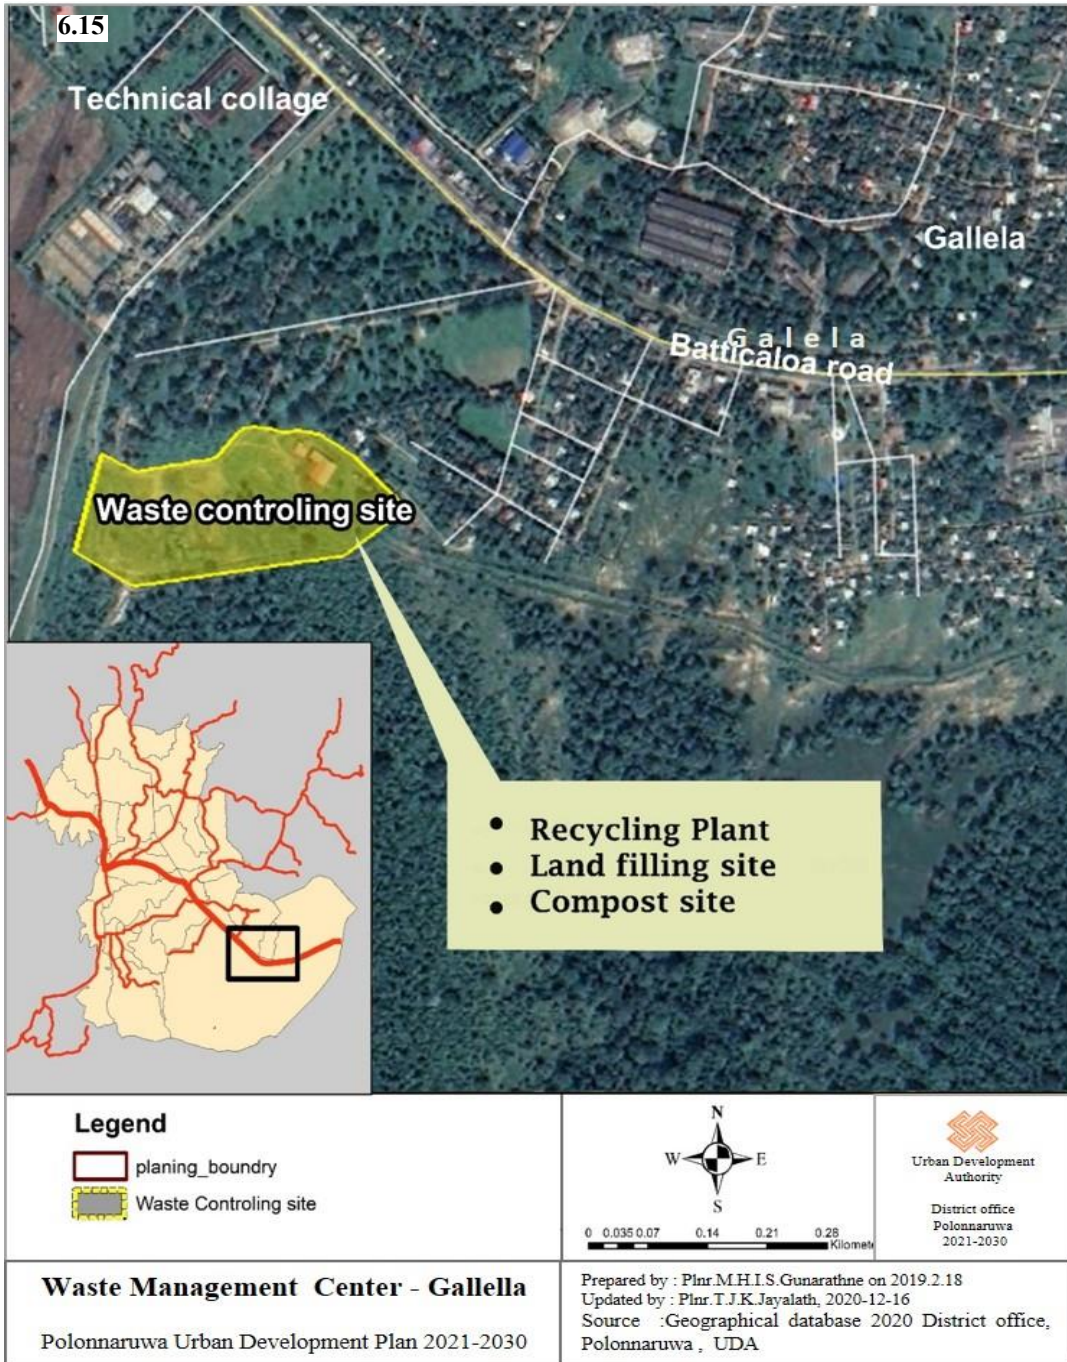 6.15
Technical collage
Gallela
Galela
Batticaloa road
Waste controling site
• Recycling Plant
• Land filling site
• Compost site
Legend
planing_boundry
Waste Controling site
N
W E
S
0 0.035 0.07 0.14 0.21 0.28
Kilomete
Urban Development
Authority
District office
Polonnaruwa
2021-2030
Waste Management Center - Gallella
Polonnaruwa Urban Development Plan 2021-2030
Prepared by : Plnr.M.H.I.S.Gunarathne on 2019.2.18
Updated by : Plnr.T.J.K.Jayalath, 2020-12-16
Source :Geographical database 2020 District office,
Polonnaruwa , UDA